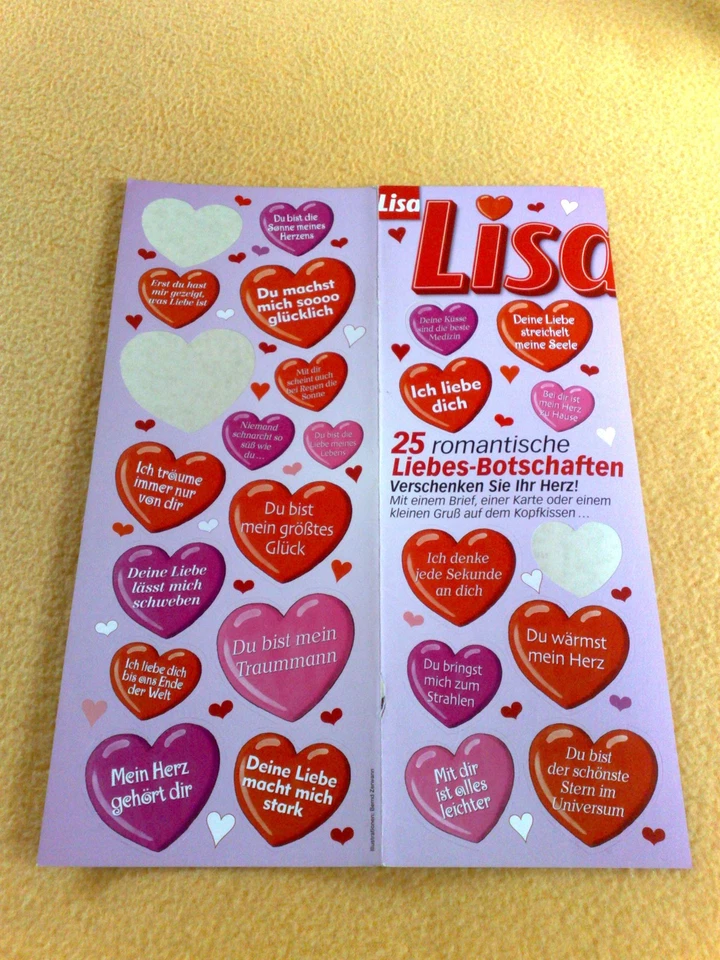 Du bist die
Sonne meines
Herzens
Erst du hast
mir gezeigt,
was Liebe ist
Du machst
mich soooo
glücklich
Mit dir
scheint auch
bei Regen die
Sonne
Niemand
schnarcht so
süß wie
du...
Du bist die
Liebe meines
Lebens
Ich träume
immer nur
von dir
Du bist
mein größtes
Glück
Deine Liebe
lässt mich
schweben
Du bist mein
Traummann
Ich liebe dich
bis ans Ende
der Welt
Mein Herz
gehört dir
Deine Liebe
macht mich
stark
Illustrationen: Bernd
Lisa
Lisa
Deine Küsse
sind die beste
Medizin
Deine Liebe
streichelt
meine Seele
Ich liebe
dich
Bei dir ist
mein Herz
zu Hause
25 romantische
Liebes-Botschaften
Verschenken Sie Ihr Herz!
Mit einem Brief, einer Karte oder einem
kleinen Gruß auf dem Kopfkissen ...
Ich denke
jede Sekunde
an dich
Du wärmst
mein Herz
Du bringst
mich zum
Strahlen
Mit dir
ist alles
leichter
Du bist
der schönste
Stern im
Universum